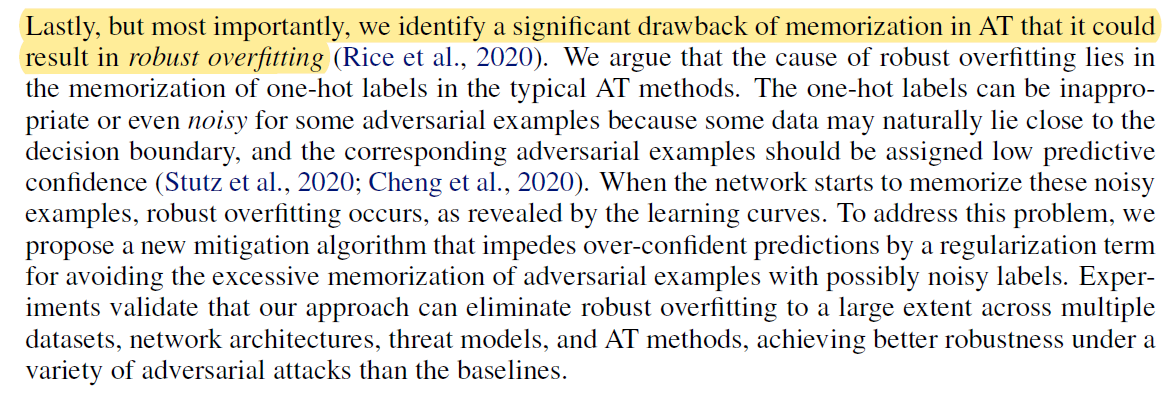 Lastly, but most importantly, we identify a significant drawback of memorization in AT that it could
result in robust overfitting (Rice et al., 2020). We argue that the cause of robust overfitting lies in
the memorization of one-hot labels in the typical AT methods. The one-hot labels can be inappro-
priate or even noisy for some adversarial examples because some data may naturally lie close to the
decision boundary, and the corresponding adversarial examples should be assigned low predictive
confidence (Stutz et al., 2020; Cheng et al., 2020). When the network starts to memorize these noisy
examples, robust overfitting occurs, as revealed by the learning curves. To address this problem, we
propose a new mitigation algorithm that impedes over-confident predictions by a regularization term
for avoiding the excessive memorization of adversarial examples with possibly noisy labels. Exper-
iments validate that our approach can eliminate robust overfitting to a large extent across multiple
datasets, network architectures, threat models, and AT methods, achieving better robustness under a
variety of adversarial attacks than the baselines.